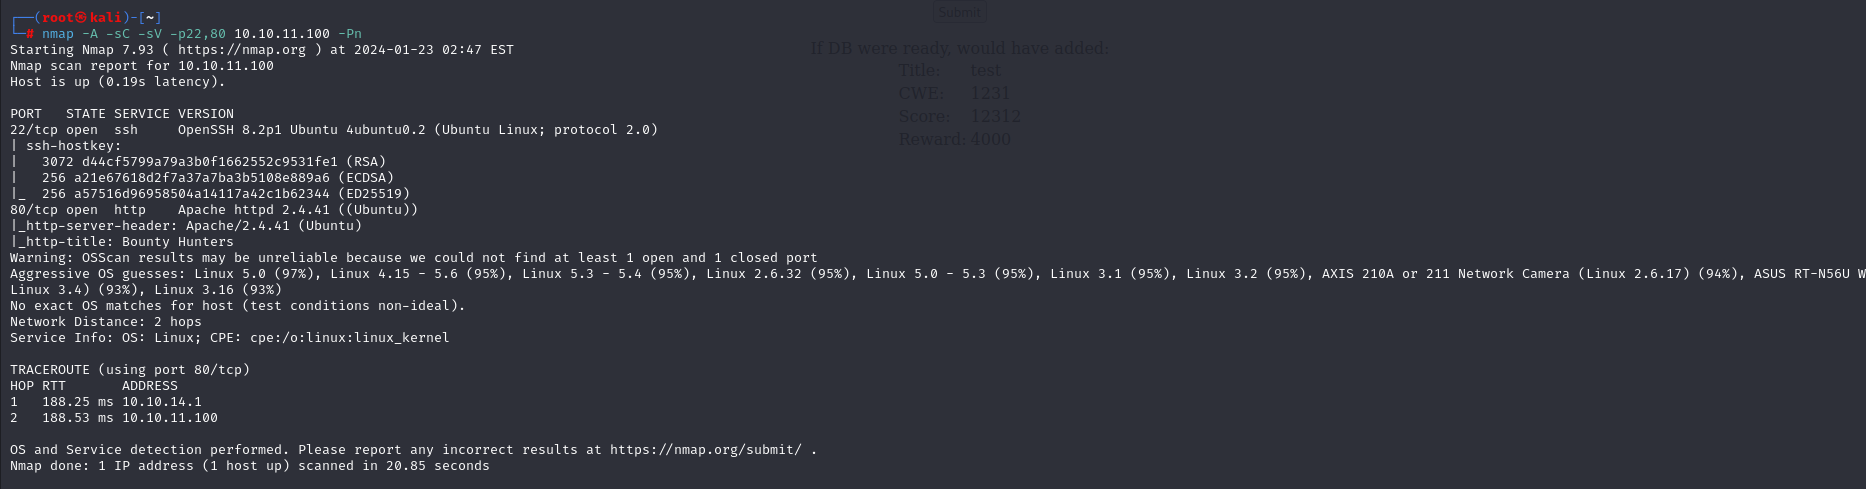 ┌──(root㉿kali)-[~]
└─# nmap -A -sC -sV -p22,80 10.10.11.100 -Pn
Starting Nmap 7.93 ( https://nmap.org ) at 2024-01-23 02:47 EST
Nmap scan report for 10.10.11.100
Host is up (0.19s latency).

PORT   STATE SERVICE VERSION
22/tcp open  ssh     OpenSSH 8.2p1 Ubuntu 4ubuntu0.2 (Ubuntu Linux; protocol 2.0)
| ssh-hostkey:
|   3072 d44cf5799a79a3b0f1662552c9531fe1 (RSA)
|   256 a21e67618d2f7a37a7ba3b5108e889a6 (ECDSA)
|_  256 a57516d96958504a14117a42c1b62344 (ED25519)
80/tcp open  http    Apache httpd 2.4.41 ((Ubuntu))
|_http-server-header: Apache/2.4.41 (Ubuntu)
|_http-title: Bounty Hunters
Warning: OSScan results may be unreliable because we could not find at least 1 open and 1 closed port
Aggressive OS guesses: Linux 5.0 (97%), Linux 4.15 - 5.6 (95%), Linux 5.3 - 5.4 (95%), Linux 2.6.32 (95%), Linux 5.0 - 5.3 (95%), Linux 3.1 (95%), Linux 3.2 (95%), AXIS 210A or 211 Network Camera (Linux 2.6.17) (94%), ASUS RT-N56U W
Linux 3.4) (93%), Linux 3.16 (93%)
No exact OS matches for host (test conditions non-ideal).
Network Distance: 2 hops
Service Info: OS: Linux; CPE: cpe:/o:linux:linux_kernel

TRACEROUTE (using port 80/tcp)
HOP RTT       ADDRESS
1   188.25 ms 10.10.14.1
2   188.53 ms 10.10.11.100

OS and Service detection performed. Please report any incorrect results at https://nmap.org/submit/ .
Nmap done: 1 IP address (1 host up) scanned in 20.85 seconds
Submit
If DB were ready, would have added:
Title: test
CWE: 1231
Score: 12312
Reward: 4000